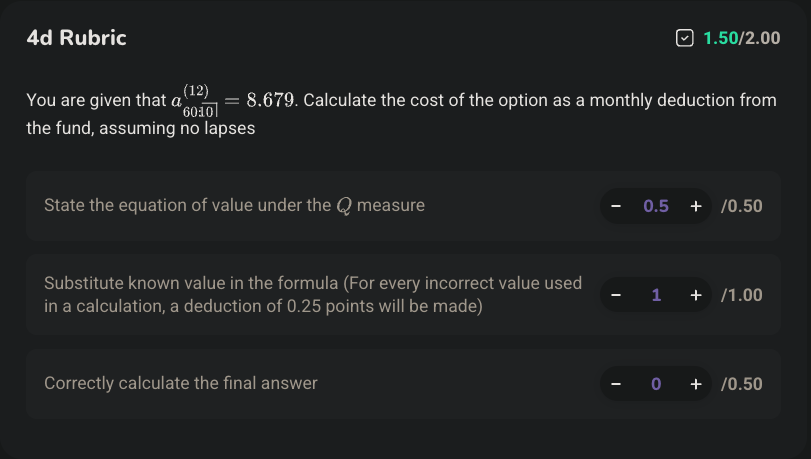 4d Rubric 1.50/2.00
You are given that a^{(12)}_{60:\overline{10|}} = 8.679. Calculate the cost of the option as a monthly deduction from
the fund, assuming no lapses
State the equation of value under the Q measure − 0.5 + /0.50
Substitute known value in the formula (For every incorrect value used
in a calculation, a deduction of 0.25 points will be made) − 1 + /1.00
Correctly calculate the final answer − 0 + /0.50